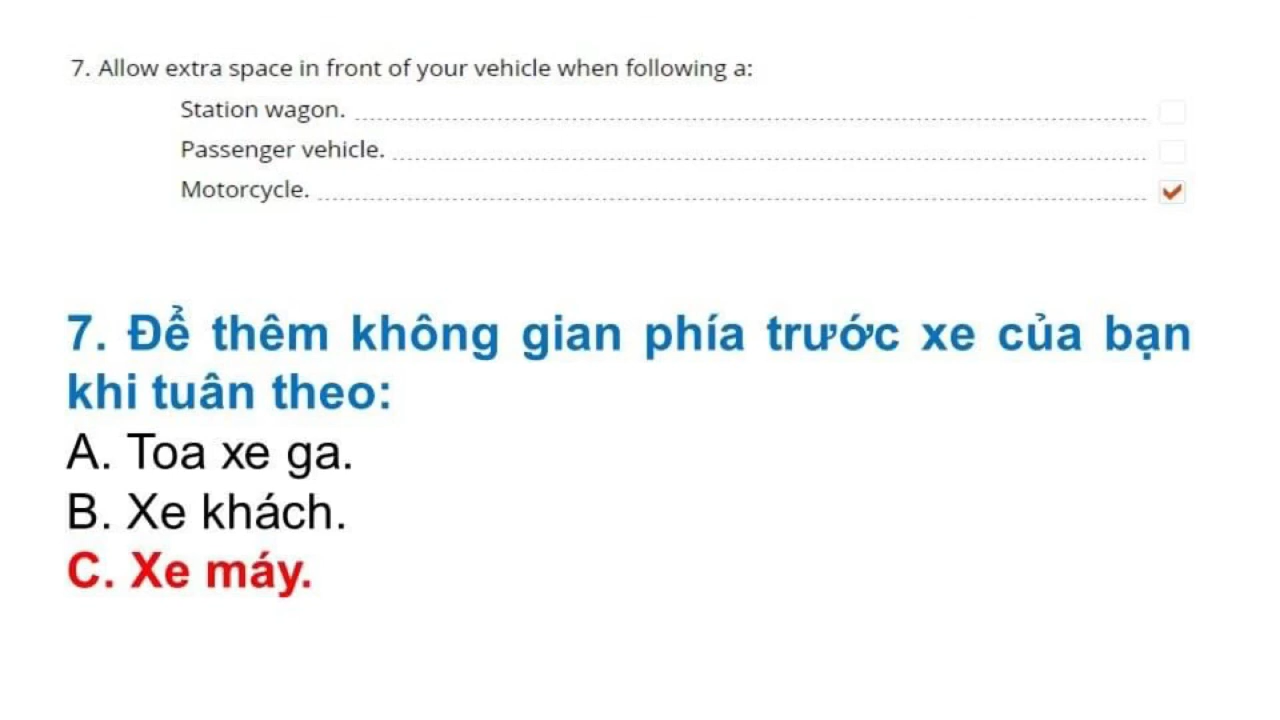 7. Allow extra space in front of your vehicle when following a:
Station wagon.
Passenger vehicle.
Motorcycle.
7. Để thêm không gian phía trước xe của bạn
khi tuân theo:
A. Toa xe ga.
B. Xe khách.
C. Xe máy.